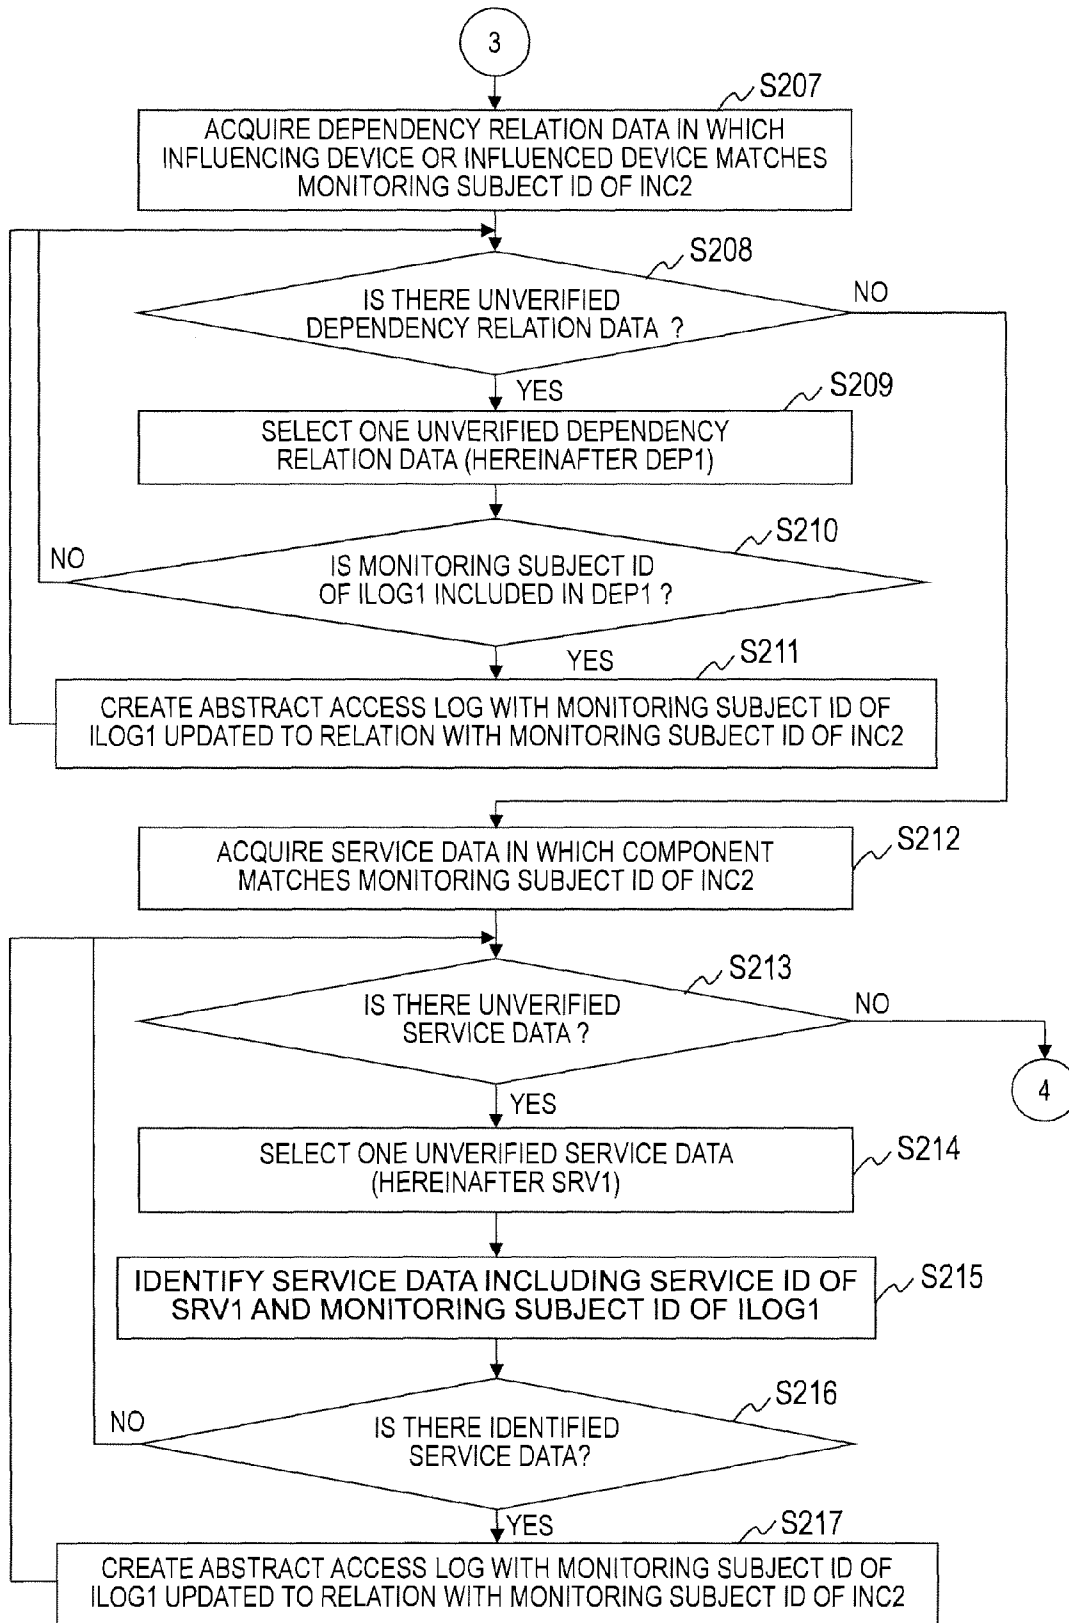 3
S207
ACQUIRE DEPENDENCY RELATION DATA IN WHICH
INFLUENCING DEVICE OR INFLUENCED DEVICE MATCHES
MONITORING SUBJECT ID OF INC2
S208
IS THERE UNVERIFIED
DEPENDENCY RELATION DATA ?
NO
YES
S209
SELECT ONE UNVERIFIED DEPENDENCY
RELATION DATA (HEREINAFTER DEP1)
S210
NO
IS MONITORING SUBJECT ID
OF ILOG1 INCLUDED IN DEP1 ?
YES
S211
CREATE ABSTRACT ACCESS LOG WITH MONITORING SUBJECT ID OF
ILOG1 UPDATED TO RELATION WITH MONITORING SUBJECT ID OF INC2
S212
ACQUIRE SERVICE DATA IN WHICH COMPONENT
MATCHES MONITORING SUBJECT ID OF INC2
S213
IS THERE UNVERIFIED
SERVICE DATA ?
NO
4
YES
S214
SELECT ONE UNVERIFIED SERVICE DATA
(HEREINAFTER SRV1)
S215
IDENTIFY SERVICE DATA INCLUDING SERVICE ID OF
SRV1 AND MONITORING SUBJECT ID OF ILOG1
S216
NO
IS THERE IDENTIFIED
SERVICE DATA?
YES
S217
CREATE ABSTRACT ACCESS LOG WITH MONITORING SUBJECT ID OF
ILOG1 UPDATED TO RELATION WITH MONITORING SUBJECT ID OF INC2